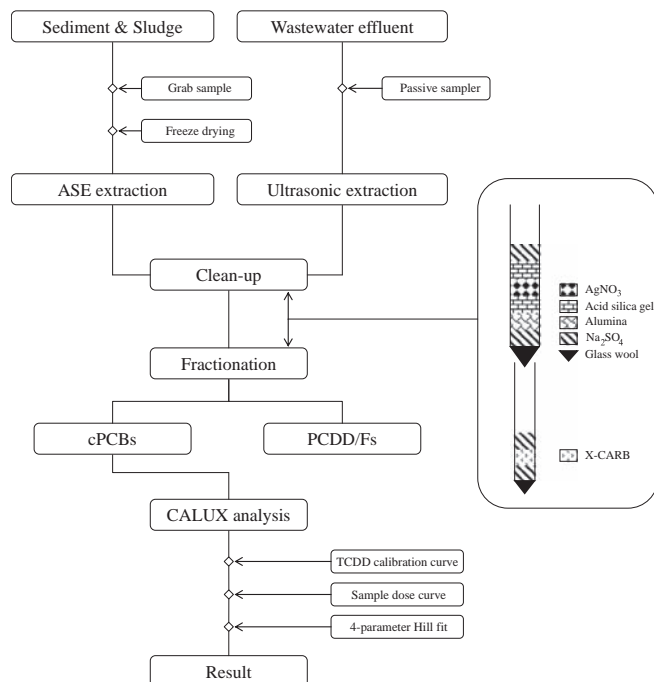 Sediment & Sludge
Wastewater effluent
Grab sample
Passive sampler
Freeze drying
ASE extraction
Ultrasonic extraction
Clean-up
Fractionation
cPCBs
PCDD/Fs
CALUX analysis
TCDD calibration curve
Sample dose curve
4-parameter Hill fit
Result
AgNO3
Acid silica gel
Alumina
Na2SO4
Glass wool
X-CARB